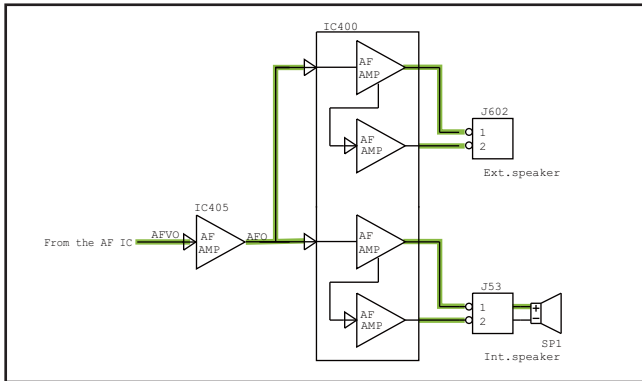 IC400
AF
AMP
J602
1
2
AF
AMP
Ext.speaker
IC405
AFVO
AFO
From the AF IC
AF
AMP
AF
AMP
J53
1
2
AF
AMP
+
−
SP1
Int.speaker